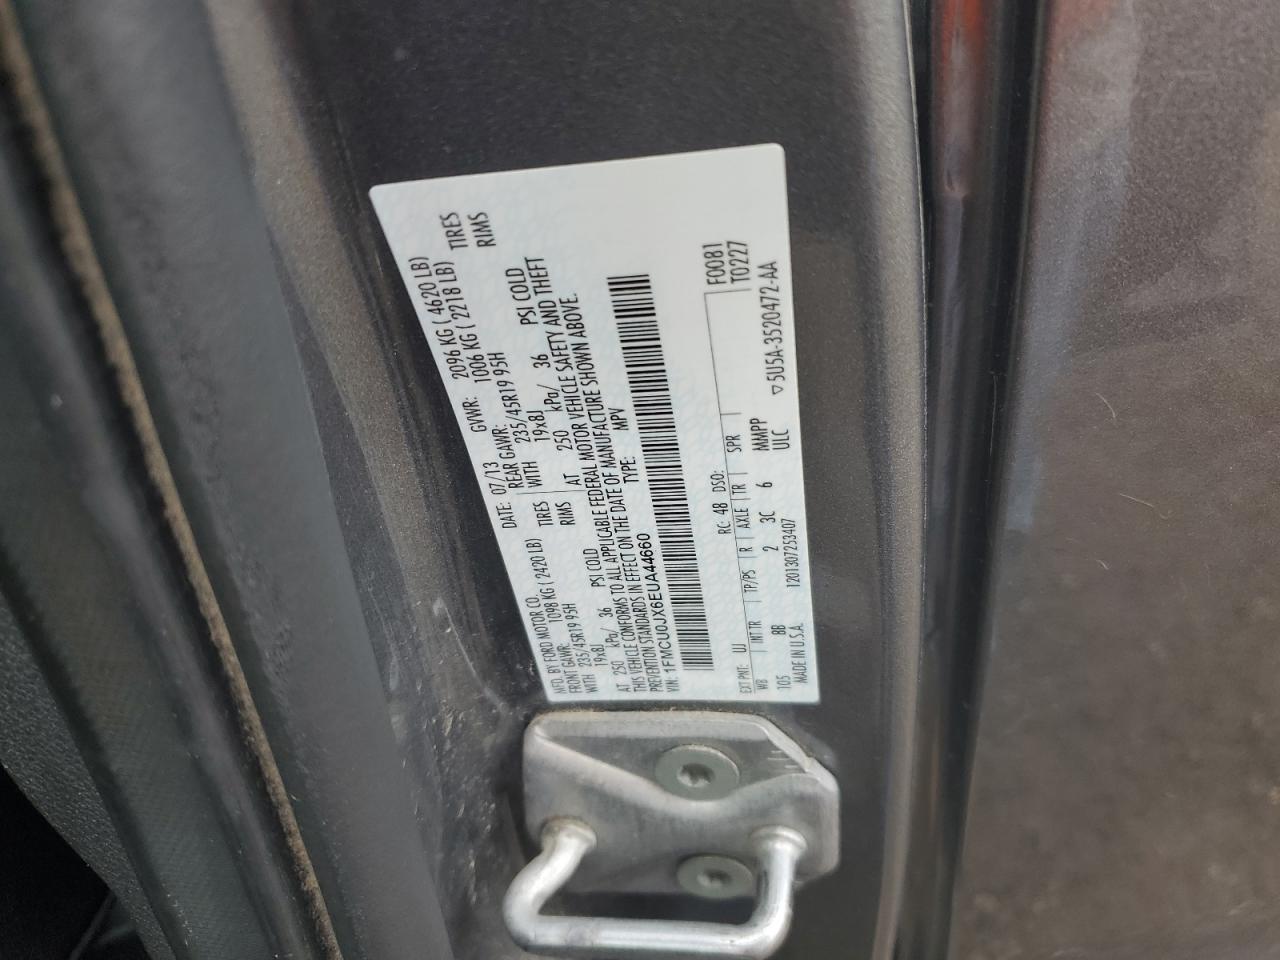 MFD. BY FORD MOTOR CO.
DATE: 07/13 GVWR: 2096 KG ( 4620 LB)
FRONT GAWR: 1098 KG ( 2420 LB) REAR GAWR: 1006 KG ( 2218 LB)
WITH 235/45R19 95H TIRES WITH 235/45R19 95H TIRES
19x8J RIMS 19x8J RIMS
AT 250 kPa/ 36 PSI COLD AT 250 kPa/ 36 PSI COLD
THIS VEHICLE CONFORMS TO ALL APPLICABLE FEDERAL MOTOR VEHICLE SAFETY AND THEFT
PREVENTION STANDARDS IN EFFECT ON THE DATE OF MANUFACTURE SHOWN ABOVE.
VIN: 1FMCU0JX6EUA44660 TYPE: MPV
F0081
T0227
EXT PNT: UJ RC: 48 DSO:
WB INT TR TP/PS R AXLE TR SPR
105 8B 2 3C 6 MMPP
ULC
MADE IN U.S.A. 1201307253407 ▽5U5A-3520472-AA